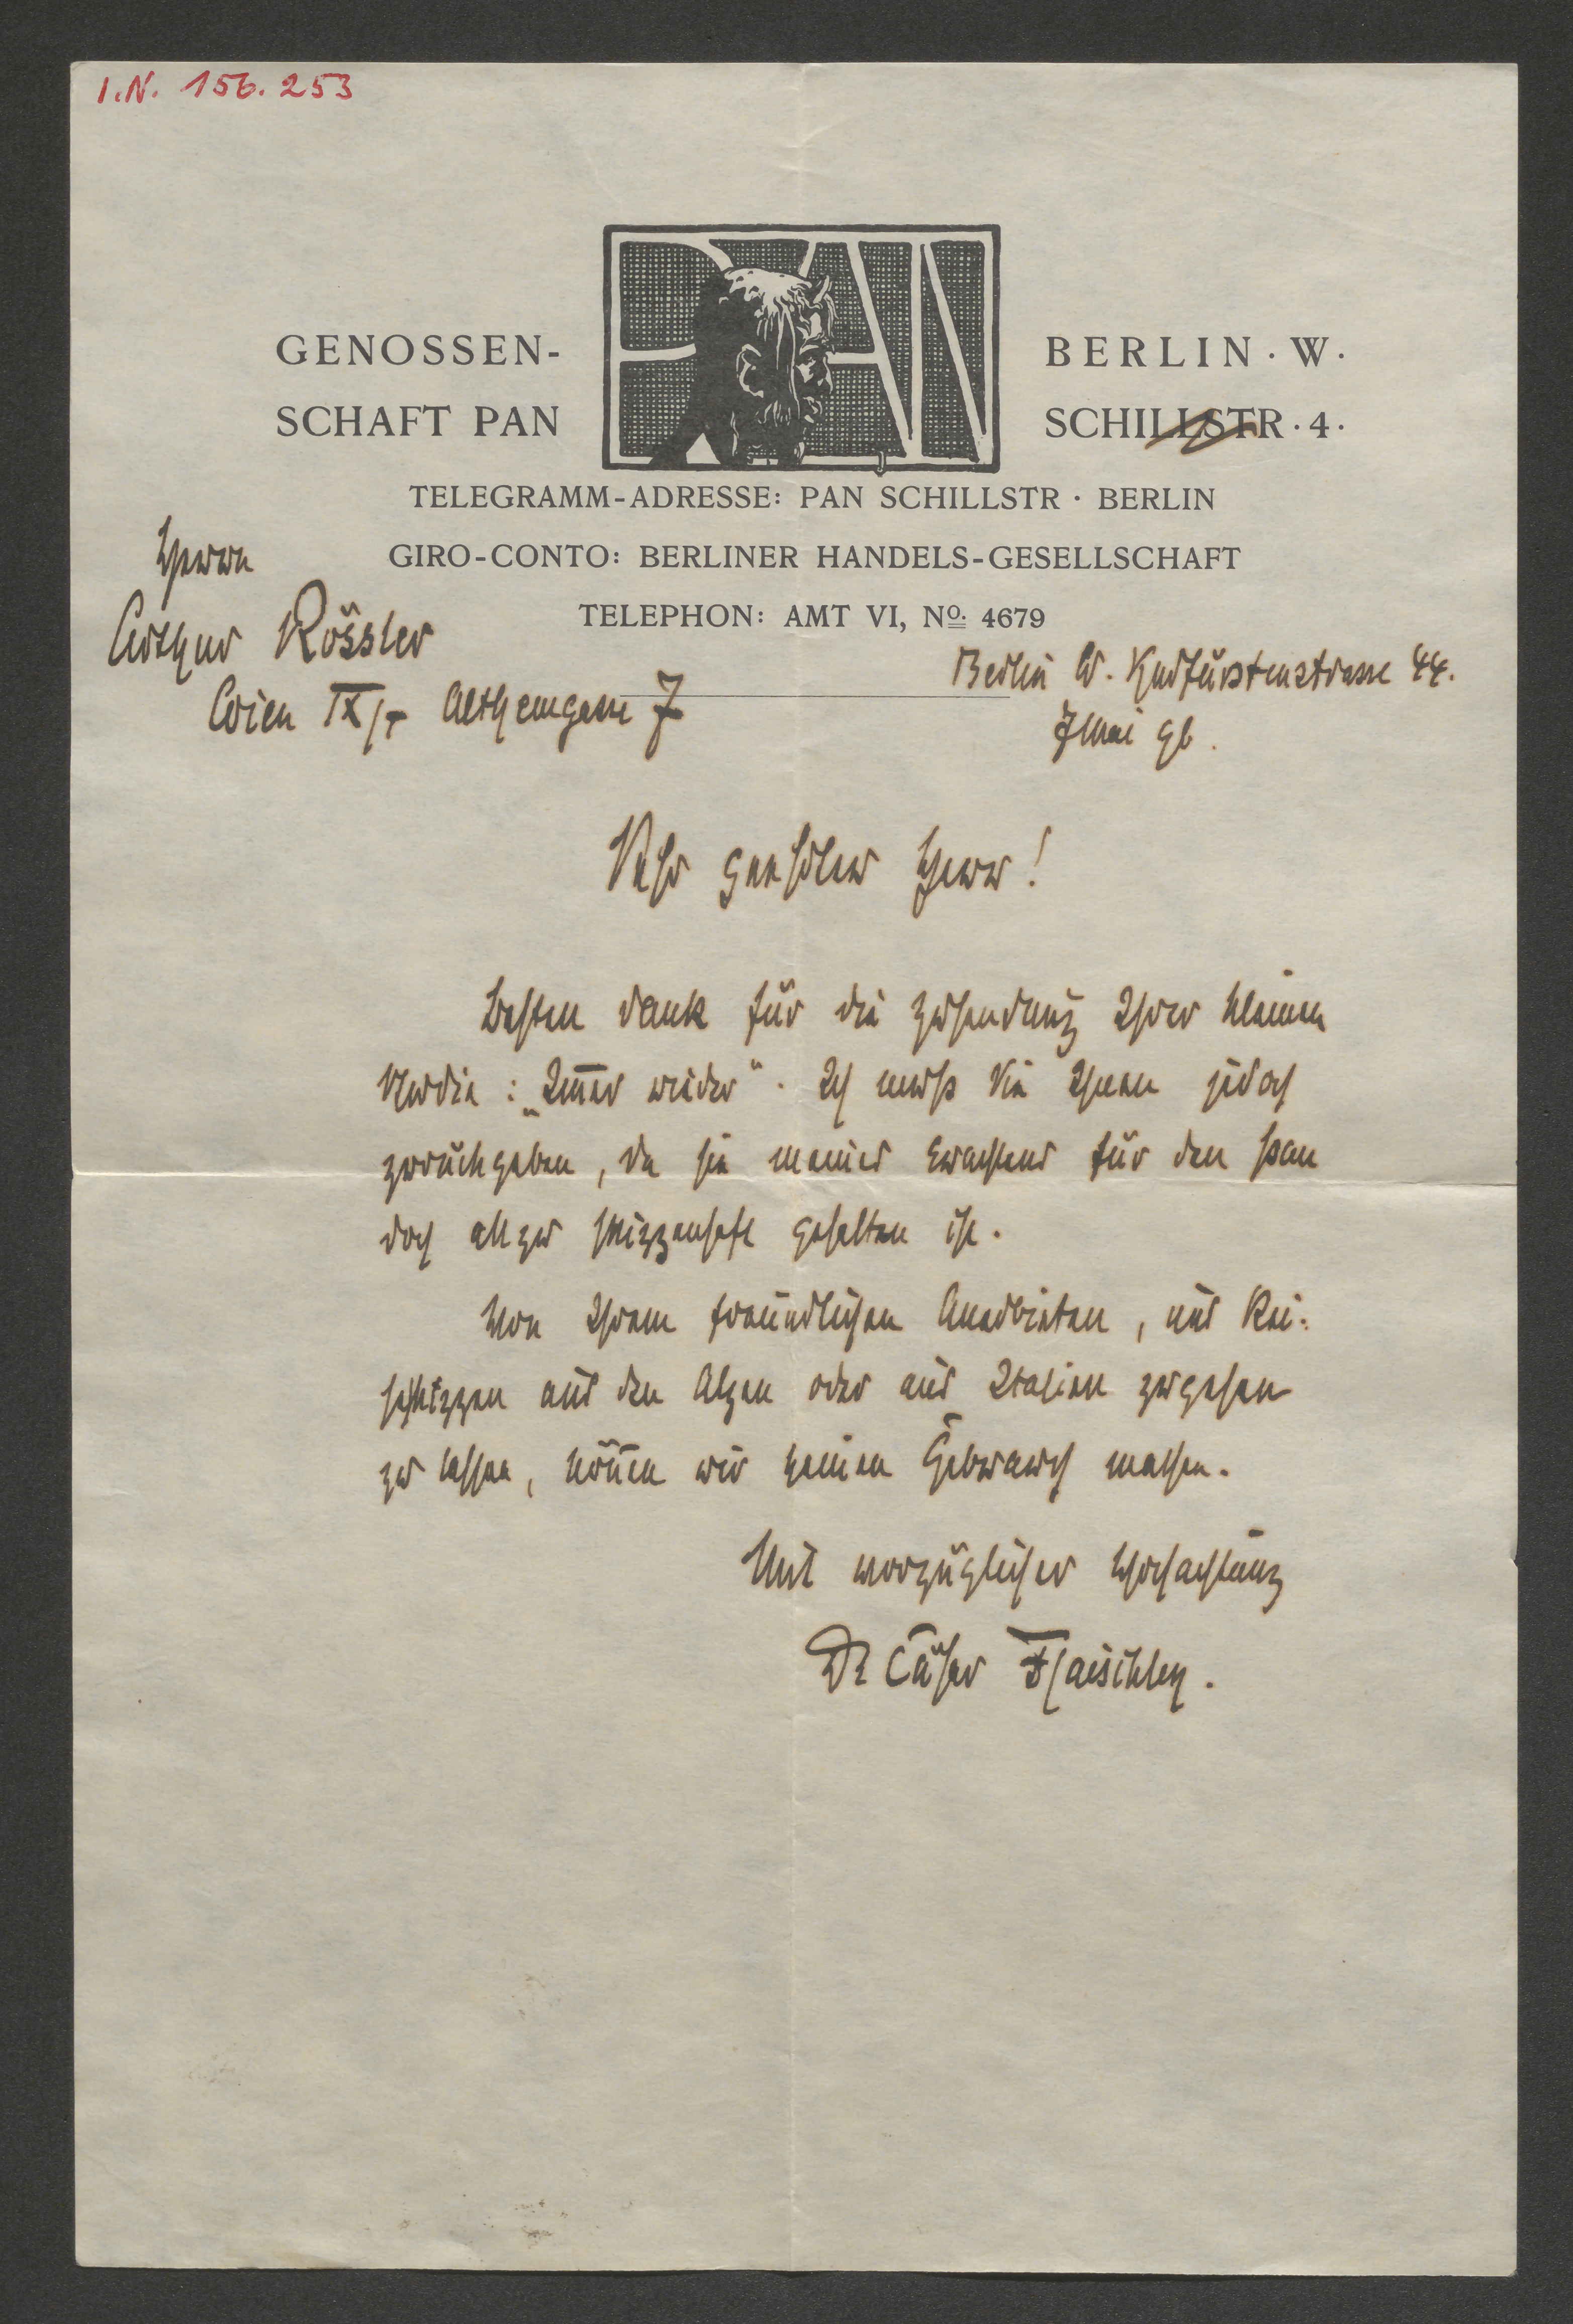 I.N. 156.253
PAN
GENOSSEN-
SCHAFT PAN
BERLIN · W ·
SCHILLSTR · 4 ·
TELEGRAMM-ADRESSE: PAN SCHILLSTR · BERLIN
GIRO-CONTO: BERLINER HANDELS-GESELLSCHAFT
TELEPHON: AMT VI, No. 4679
Herrn
Arthur Rössler
Wien IX/ Althangasse 7
Berlin W. Kurfürstenstrasse 44.
7 Mai 96.
Sehr geehrter Herr!
Besten Dank für die Zusendung Ihrer kleinen
Studie: „Immer wieder“. Ich muß sie Ihnen jedoch
zurückgeben, da sie meines Erachtens für den Pan
doch allzu skizzenhaft gehalten ist.
Von Ihrem freundlichen Anerbieten, uns Rei-
seskizzen aus den Alpen oder aus Italien zugehen
zu lassen, können wir keinen Gebrauch machen.
Mit vorzüglicher Hochachtung
Dr Cäsar Flaischlen.